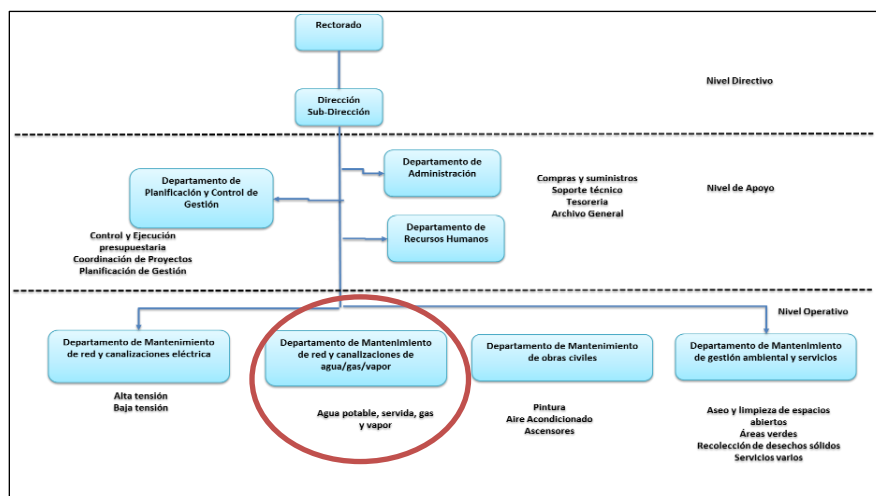 Rectorado
Nivel Directivo
Dirección
Sub-Dirección
Departamento de
Administración
Departamento de
Planificación y Control de
Gestión
Compras y suministros
Soporte técnico
Tesoreria
Archivo General
Nivel de Apoyo
Departamento de
Recursos Humanos
Control y Ejecución
presupuestaria
Coordinación de Proyectos
Planificación de Gestión
Nivel Operativo
Departamento de Mantenimiento
de red y canalizaciones eléctrica
Departamento de Mantenimiento
de red y canalizaciones de
agua/gas/vapor
Departamento de Mantenimiento
de obras civiles
Departamento de Mantenimiento
de gestión ambiental y servicios
Alta tensión
Baja tensión
Agua potable, servida, gas
y vapor
Pintura
Aire Acondicionado
Ascensores
Aseo y limpieza de espacios
abiertos
Áreas verdes
Recolección de desechos sólidos
Servicios varios